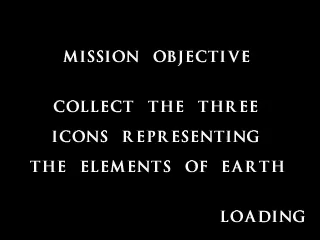 MISSION OBJECTIVE
COLLECT THE THREE
ICONS REPRESENTING
THE ELEMENTS OF EARTH
LOADING